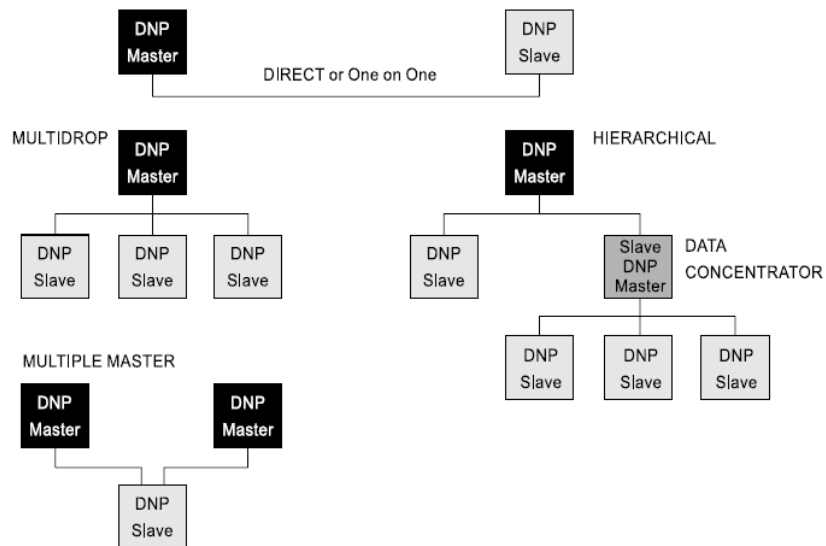 DNP
Master
DNP
Slave
DIRECT or One on One
MULTIDROP
DNP
Master
DNP
Slave
DNP
Slave
DNP
Slave
HIERARCHICAL
DNP
Master
DNP
Slave
Slave
DNP
Master
DATA
CONCENTRATOR
DNP
Slave
DNP
Slave
DNP
Slave
MULTIPLE MASTER
DNP
Master
DNP
Master
DNP
Slave